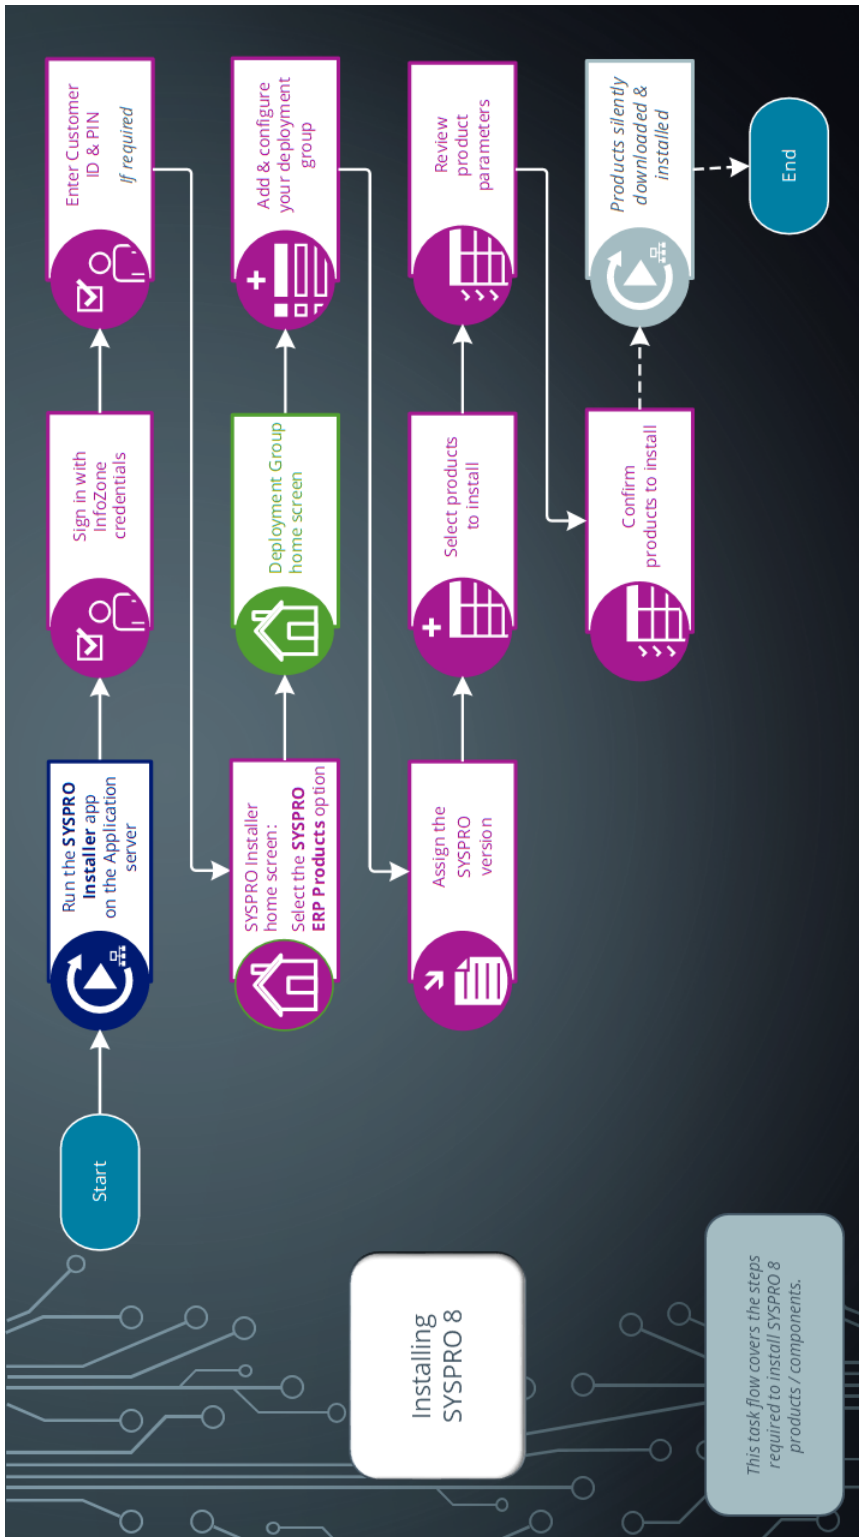 Installing
SYSPRO 8
This task flow covers the steps
required to install SYSPRO 8
products / components.
Start
Run the SYSPRO
Installer app
on the Application
server
Sign in with
InfoZone
credentials
Enter Customer
ID & PIN
If required
SYSPRO Installer
home screen:
Select the SYSPRO
ERP Products option
Deployment Group
home screen
Add & configure
your deployment
group
Assign the
SYSPRO
version
Select products
to install
Review
product
parameters
Confirm
products to install
Products silently
downloaded &
installed
End